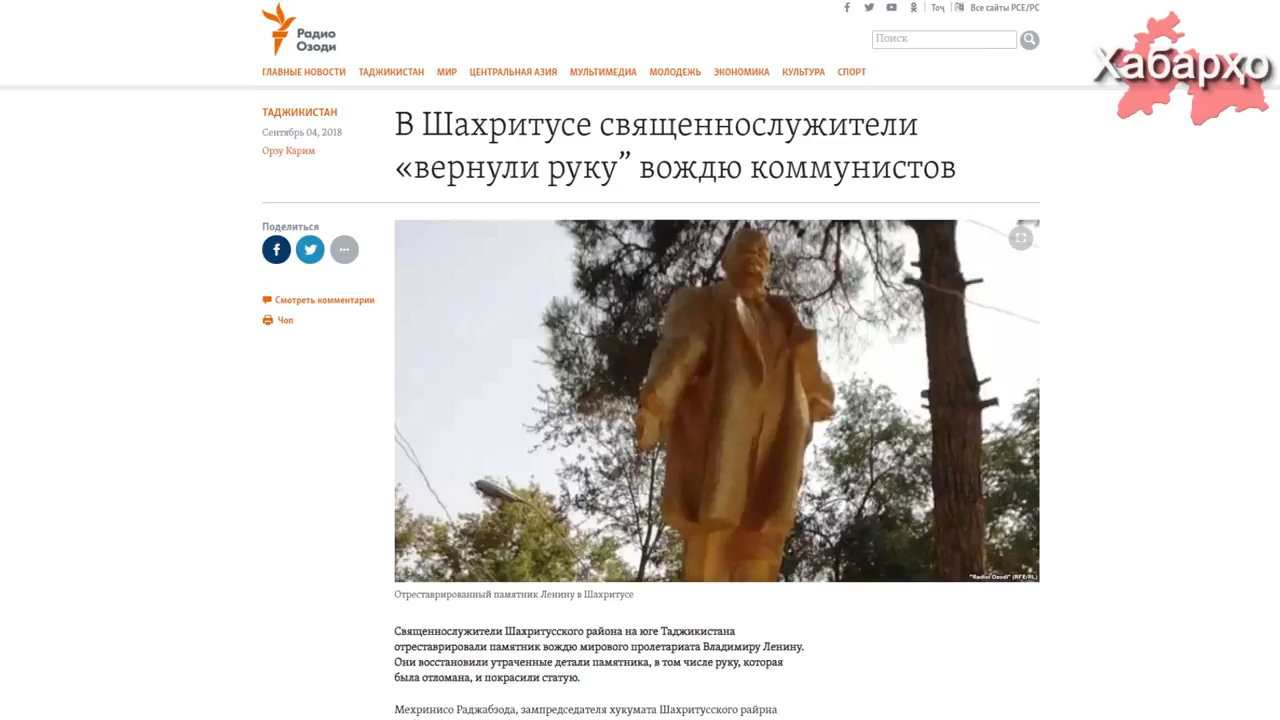 Радио
Озоди
Тоҷ
Все сайты РСЕ/РС
Поиск
Хабарҳо
ГЛАВНЫЕ НОВОСТИ ТАДЖИКИСТАН МИР ЦЕНТРАЛЬНАЯ АЗИЯ МУЛЬТИМЕДИА МОЛОДЕЖЬ ЭКОНОМИКА КУЛЬТУРА СПОРТ
ТАДЖИКИСТАН
Сентябрь 04, 2018
Орзу Карим
В Шахритусе священнослужители
«вернули руку” вождю коммунистов
Поделиться
Смотреть комментарии
Чоп
"Radioi Ozodi" (RFE/RL)
Отреставрированный памятник Ленину в Шахритусе
Священнослужители Шахритусского района на юге Таджикистана
отреставрировали памятник вождю мирового пролетариата Владимиру Ленину.
Они восстановили утраченные детали памятника, в том числе руку, которая
была отломана, и покрасили статую.
Мехринисо Раджабзода, зампредседателя хукумата Шахритусского райрна